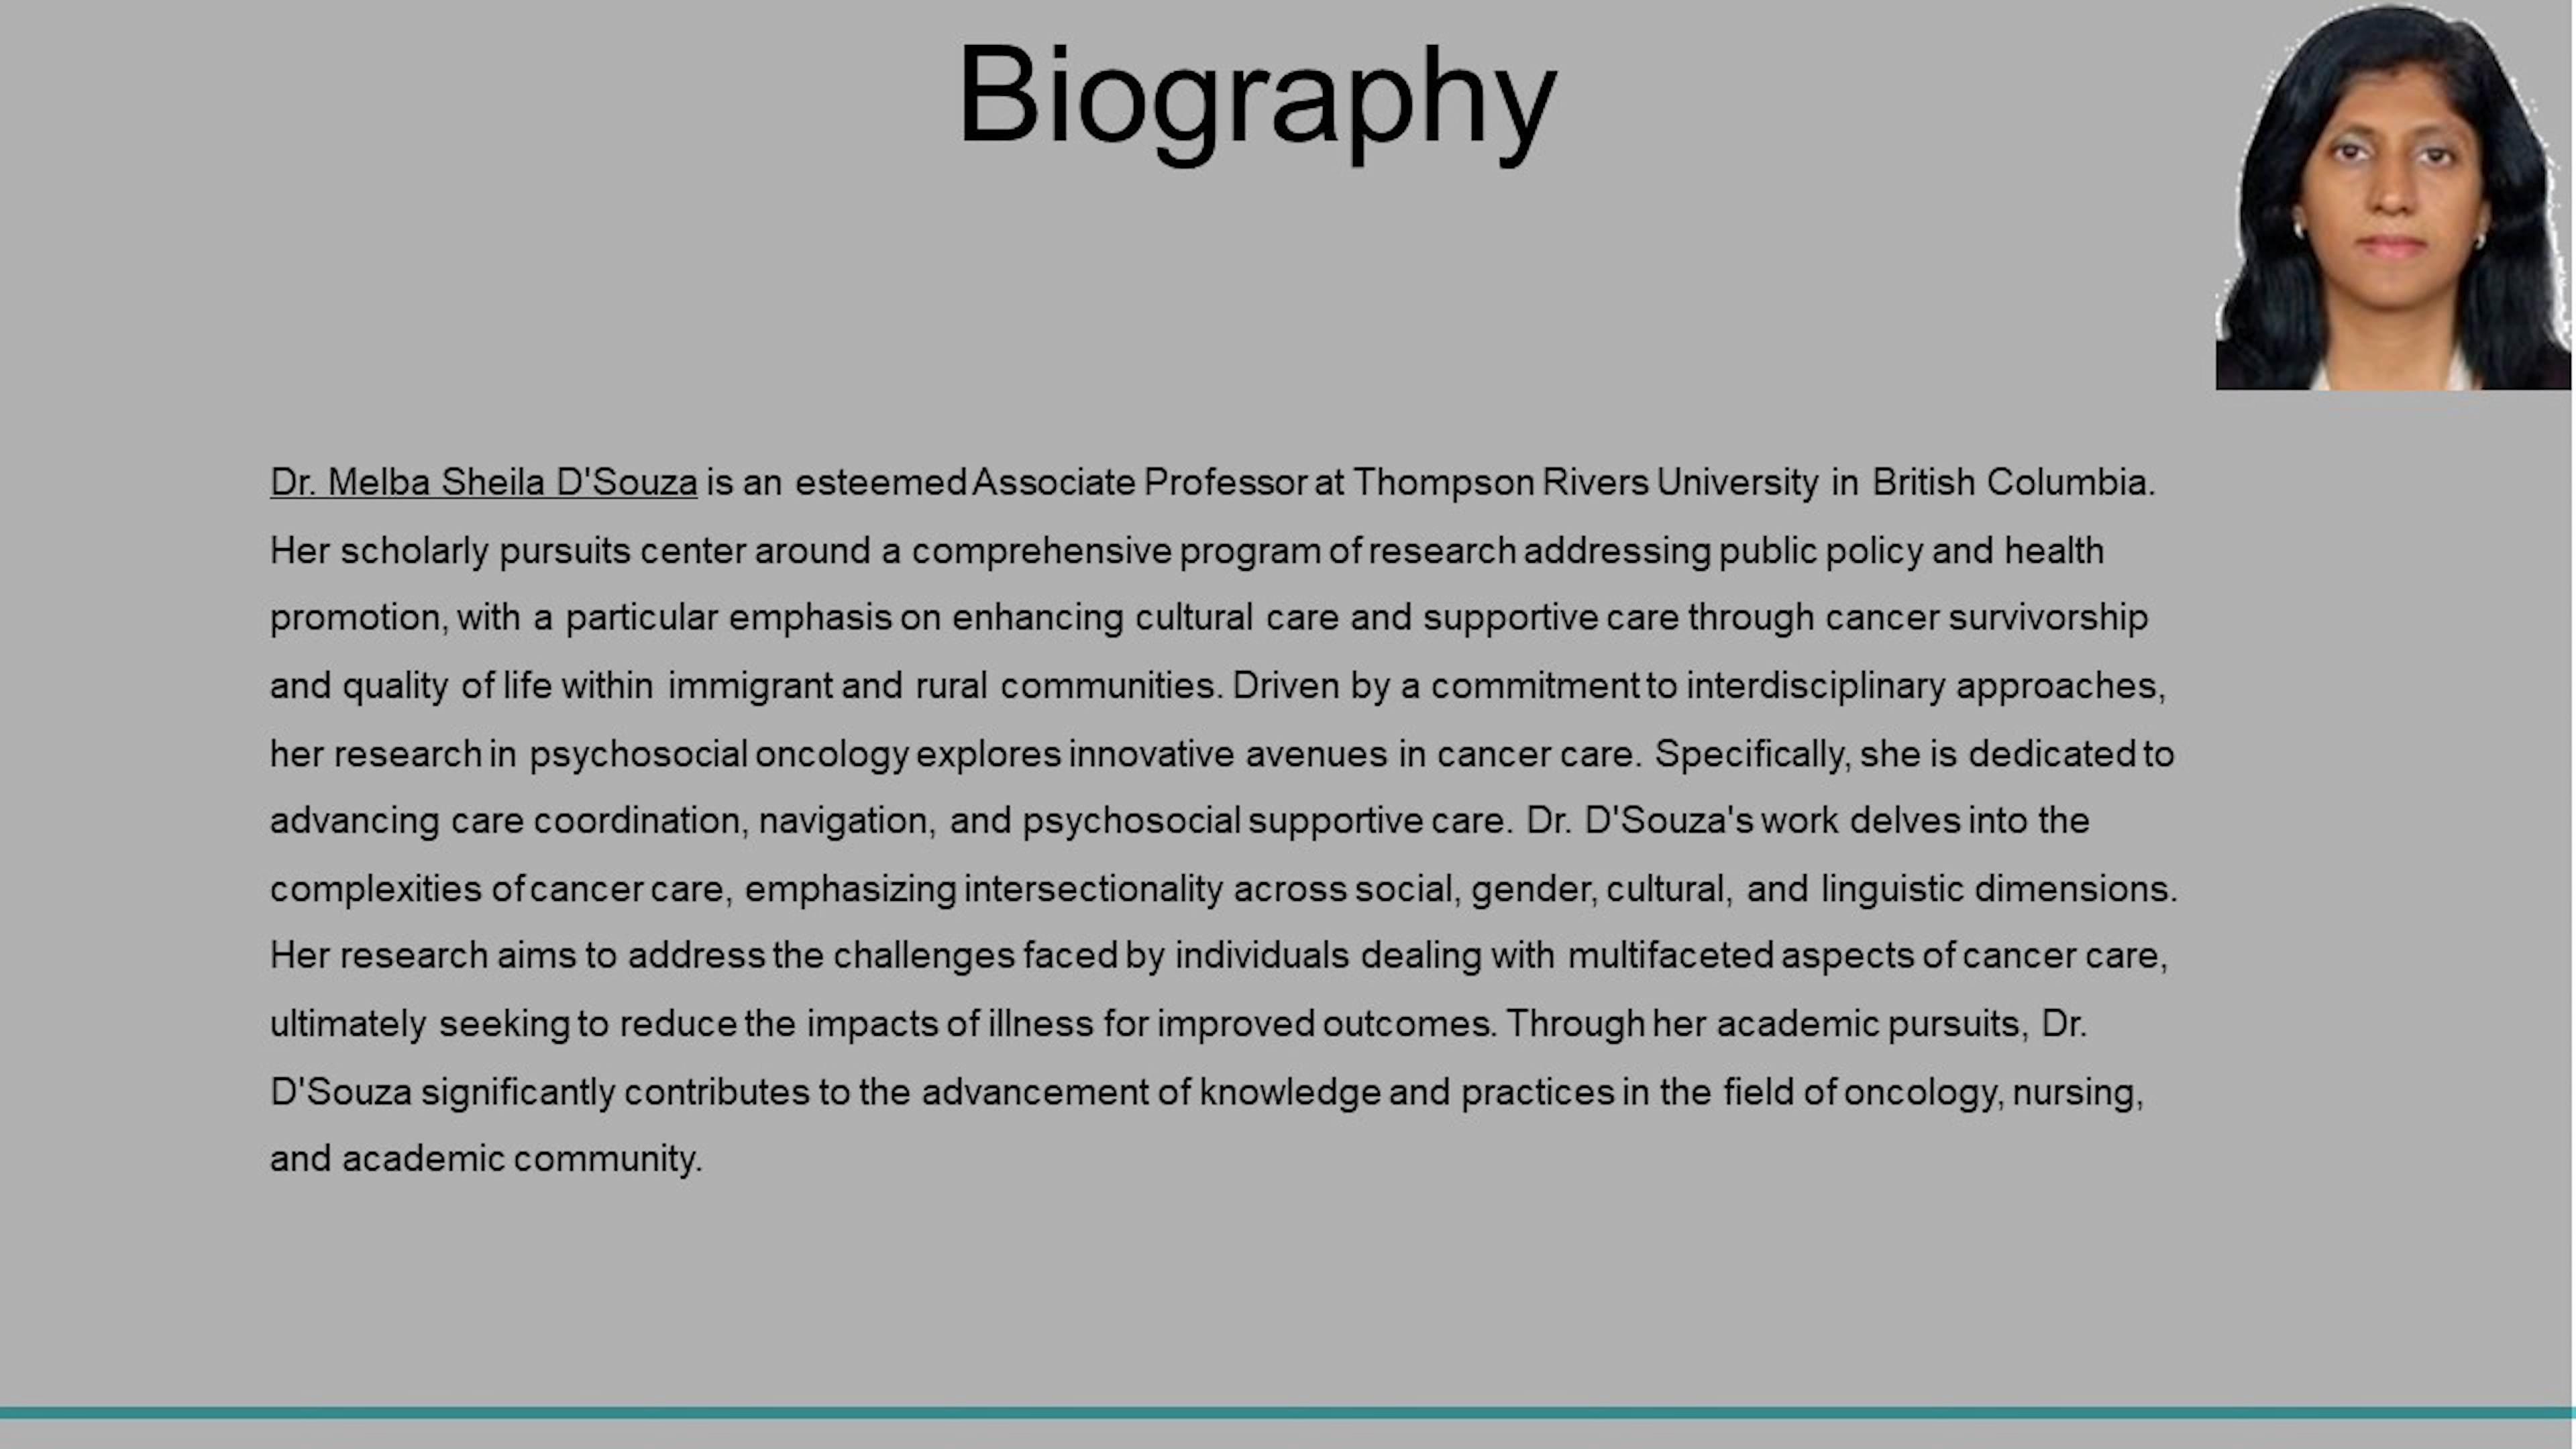 Biography
Dr. Melba Sheila D'Souza is an esteemed Associate Professor at Thompson Rivers University in British Columbia.
Her scholarly pursuits center around a comprehensive program of research addressing public policy and health
promotion, with a particular emphasis on enhancing cultural care and supportive care through cancer survivorship
and quality of life within immigrant and rural communities. Driven by a commitment to interdisciplinary approaches,
her research in psychosocial oncology explores innovative avenues in cancer care. Specifically, she is dedicated to
advancing care coordination, navigation, and psychosocial supportive care. Dr. D'Souza's work delves into the
complexities of cancer care, emphasizing intersectionality across social, gender, cultural, and linguistic dimensions.
Her research aims to address the challenges faced by individuals dealing with multifaceted aspects of cancer care,
ultimately seeking to reduce the impacts of illness for improved outcomes. Through her academic pursuits, Dr.
D'Souza significantly contributes to the advancement of knowledge and practices in the field of oncology, nursing,
and academic community.